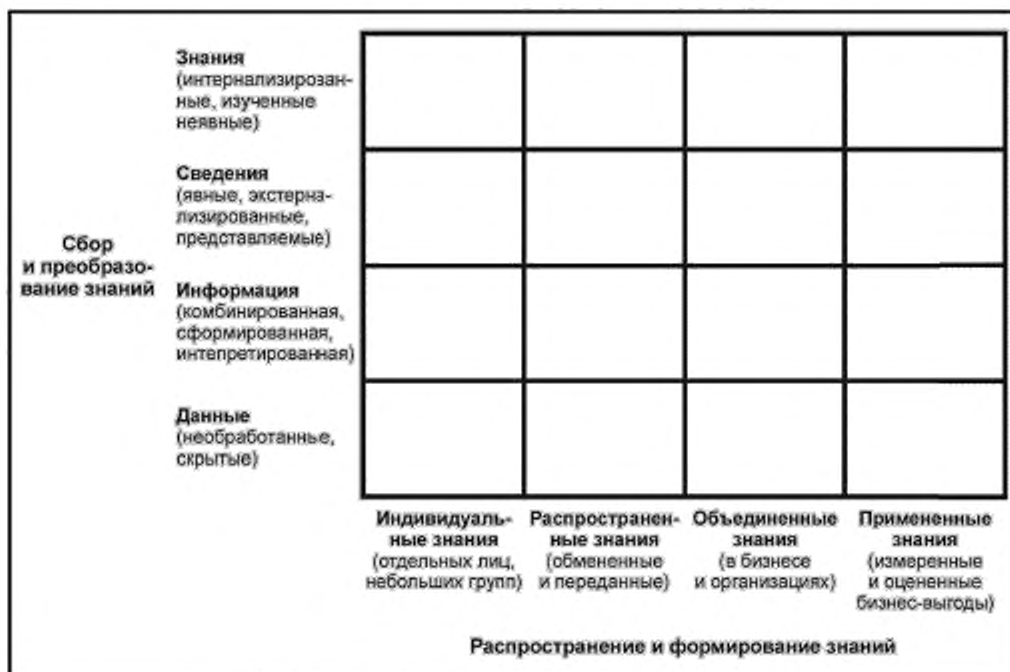 Знания
(интернализирован-
ные, изученные
неявные)
Сведения
(явные, экстерна-
лизированные,
представляемые)
Сбор
и преобразо-
вание знаний
Информация
(комбинированная,
сформированная,
интепретированная)
Данные
(необработанные,
скрытые)
Индивидуаль-
ные знания
(отдельных лиц,
небольших групп)
Распространен-
ные знания
(обмененные
и переданные)
Объединенные
знания
(в бизнесе
и организациях)
Примененные
знания
(измеренные
и оцененные
бизнес-выгоды)
Распространение и формирование знаний